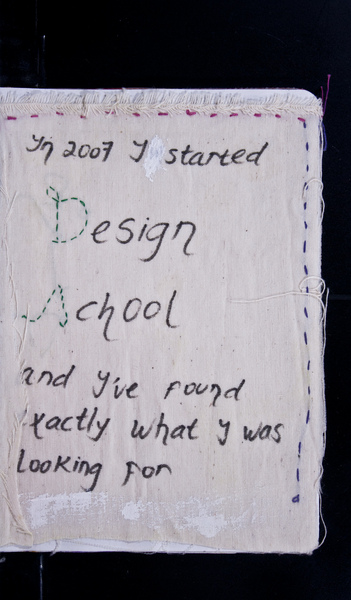 In 2007 I started
Design
School
and I've found
Exactly what I was
looking for